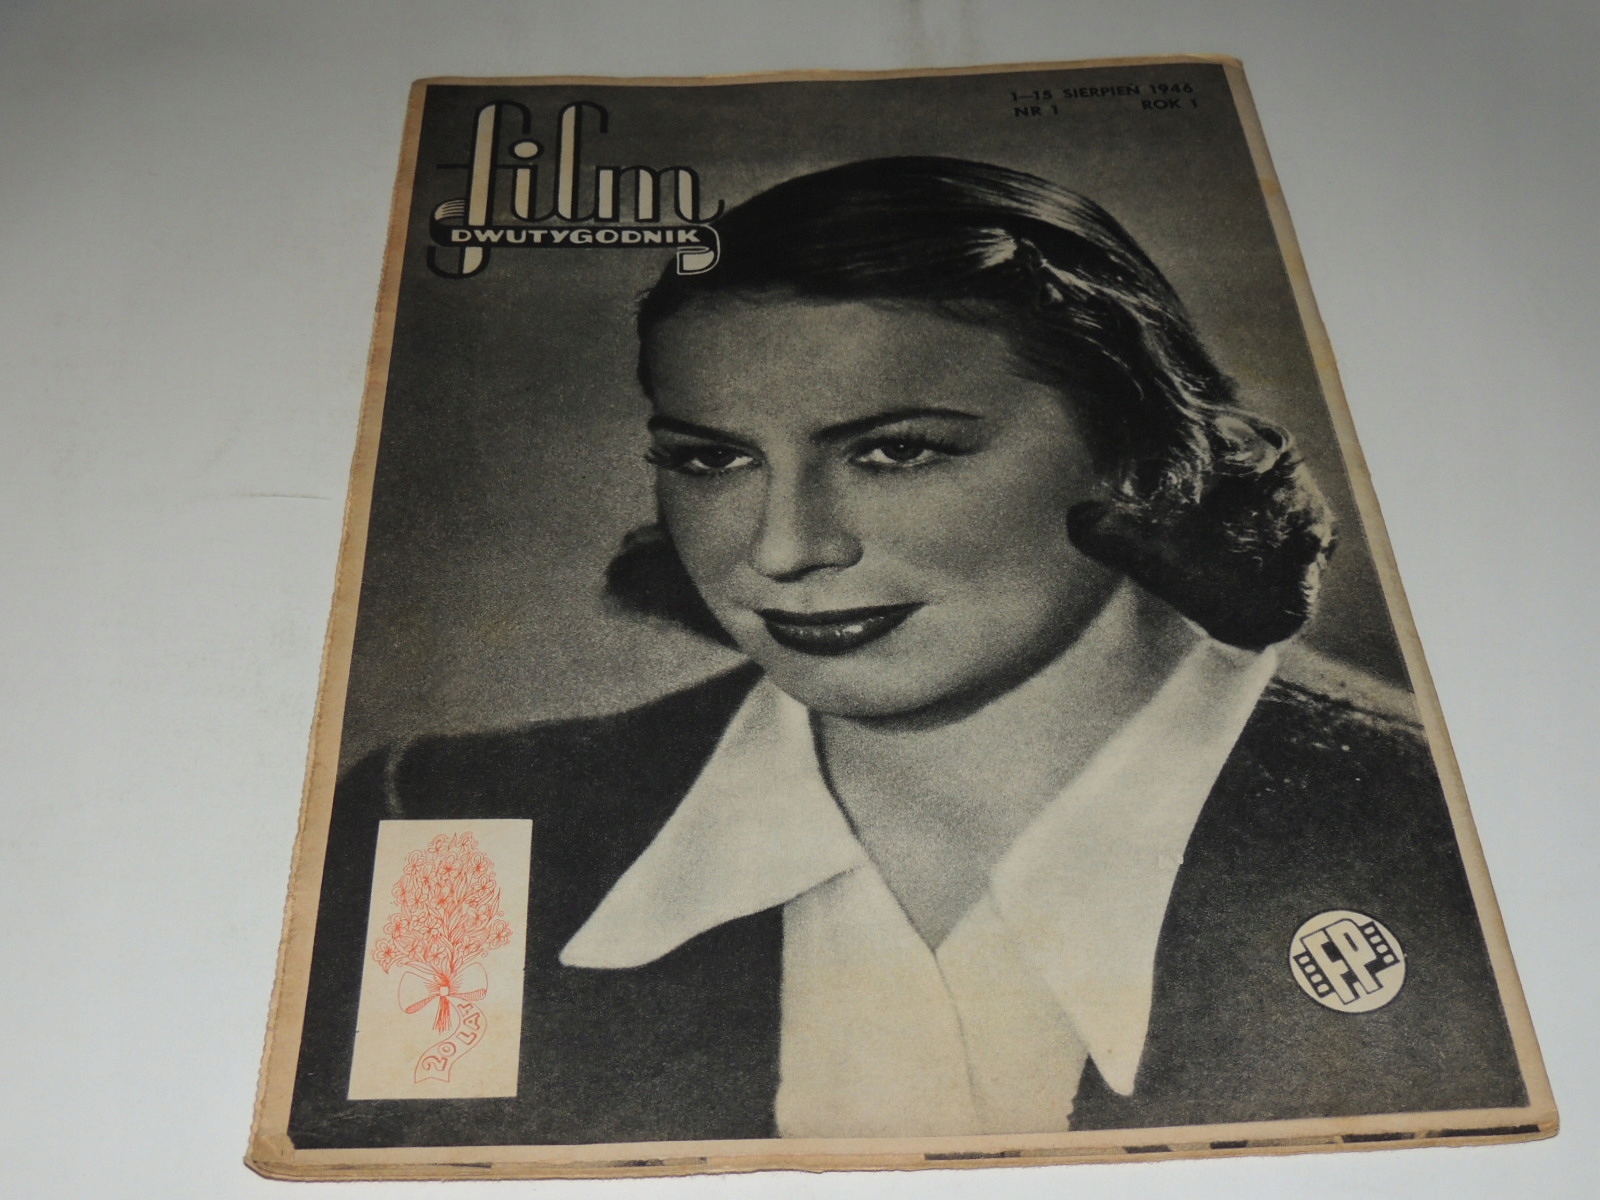 1–15 SIERPIEŃ 1946
NR 1 ROK 1
film
DWUTYGODNIK
20 LAT
FP